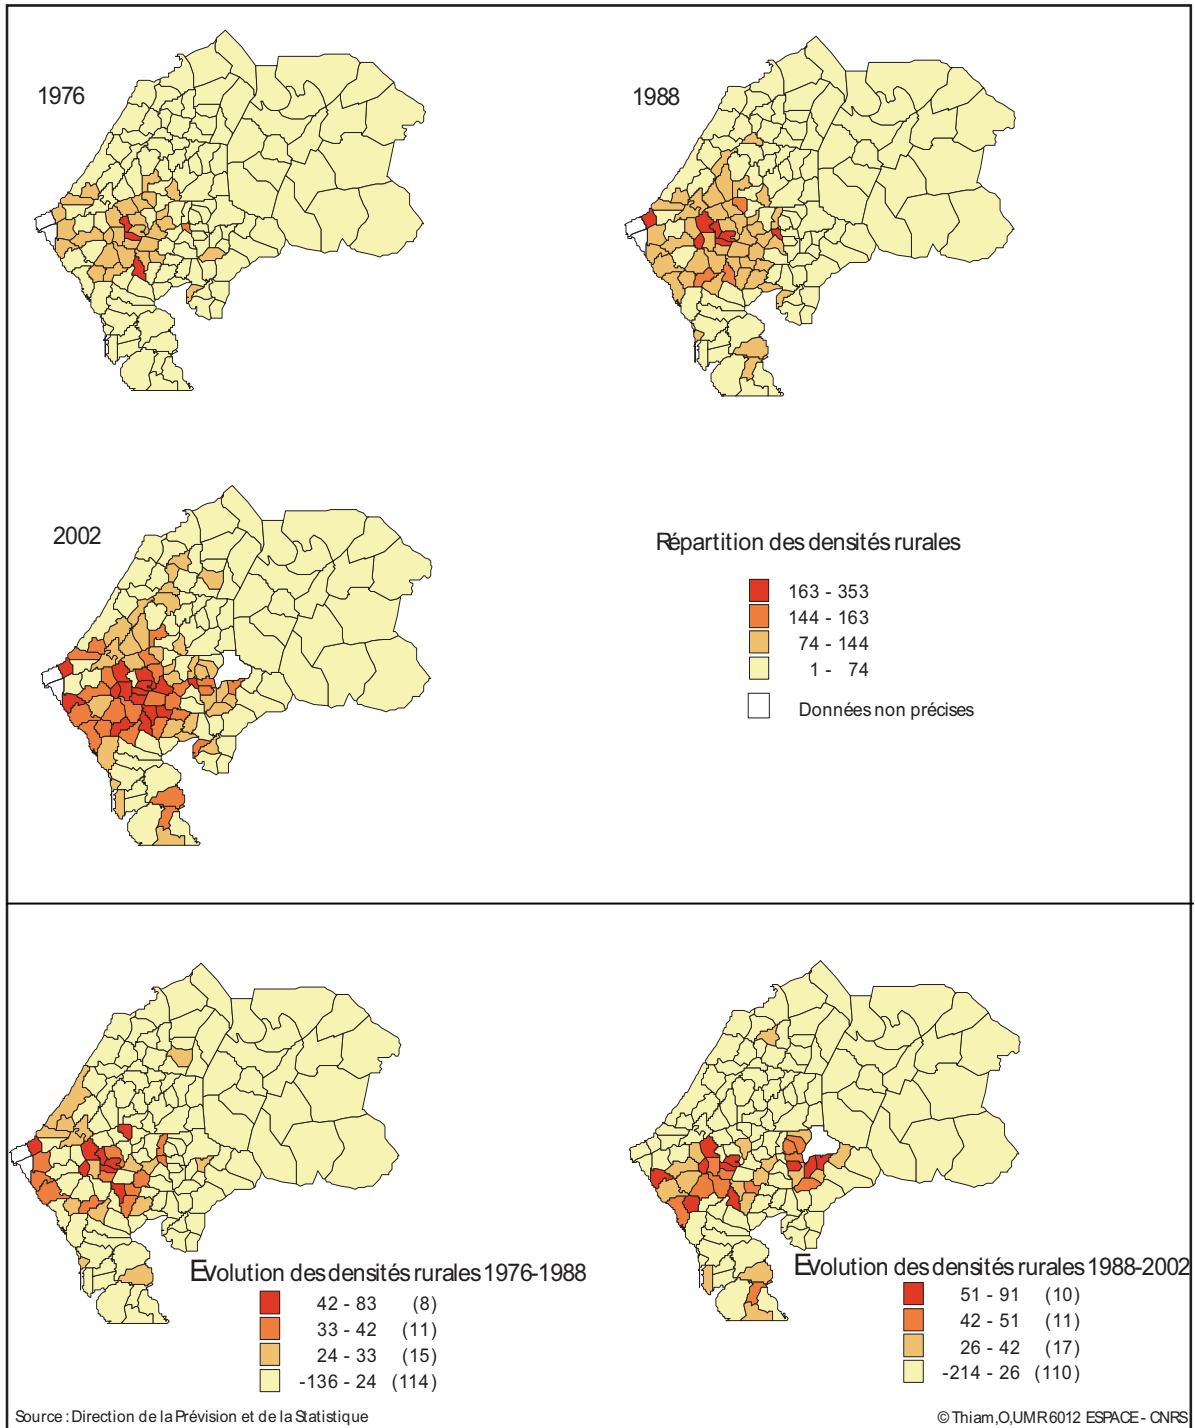 1976
1988
2002
Répartition des densités rurales
163 - 353
144 - 163
74 - 144
1 - 74
Données non précises
Evolution des densités rurales 1976-1988
42 - 83 (8)
33 - 42 (11)
24 - 33 (15)
-136 - 24 (114)
Evolution des densités rurales 1988-2002
51 - 91 (10)
42 - 51 (11)
26 - 42 (17)
-214 - 26 (110)
Source : Direction de la Prévision et de la Statistique
© Thiam,O,UMR 6012 ESPACE - CNRS